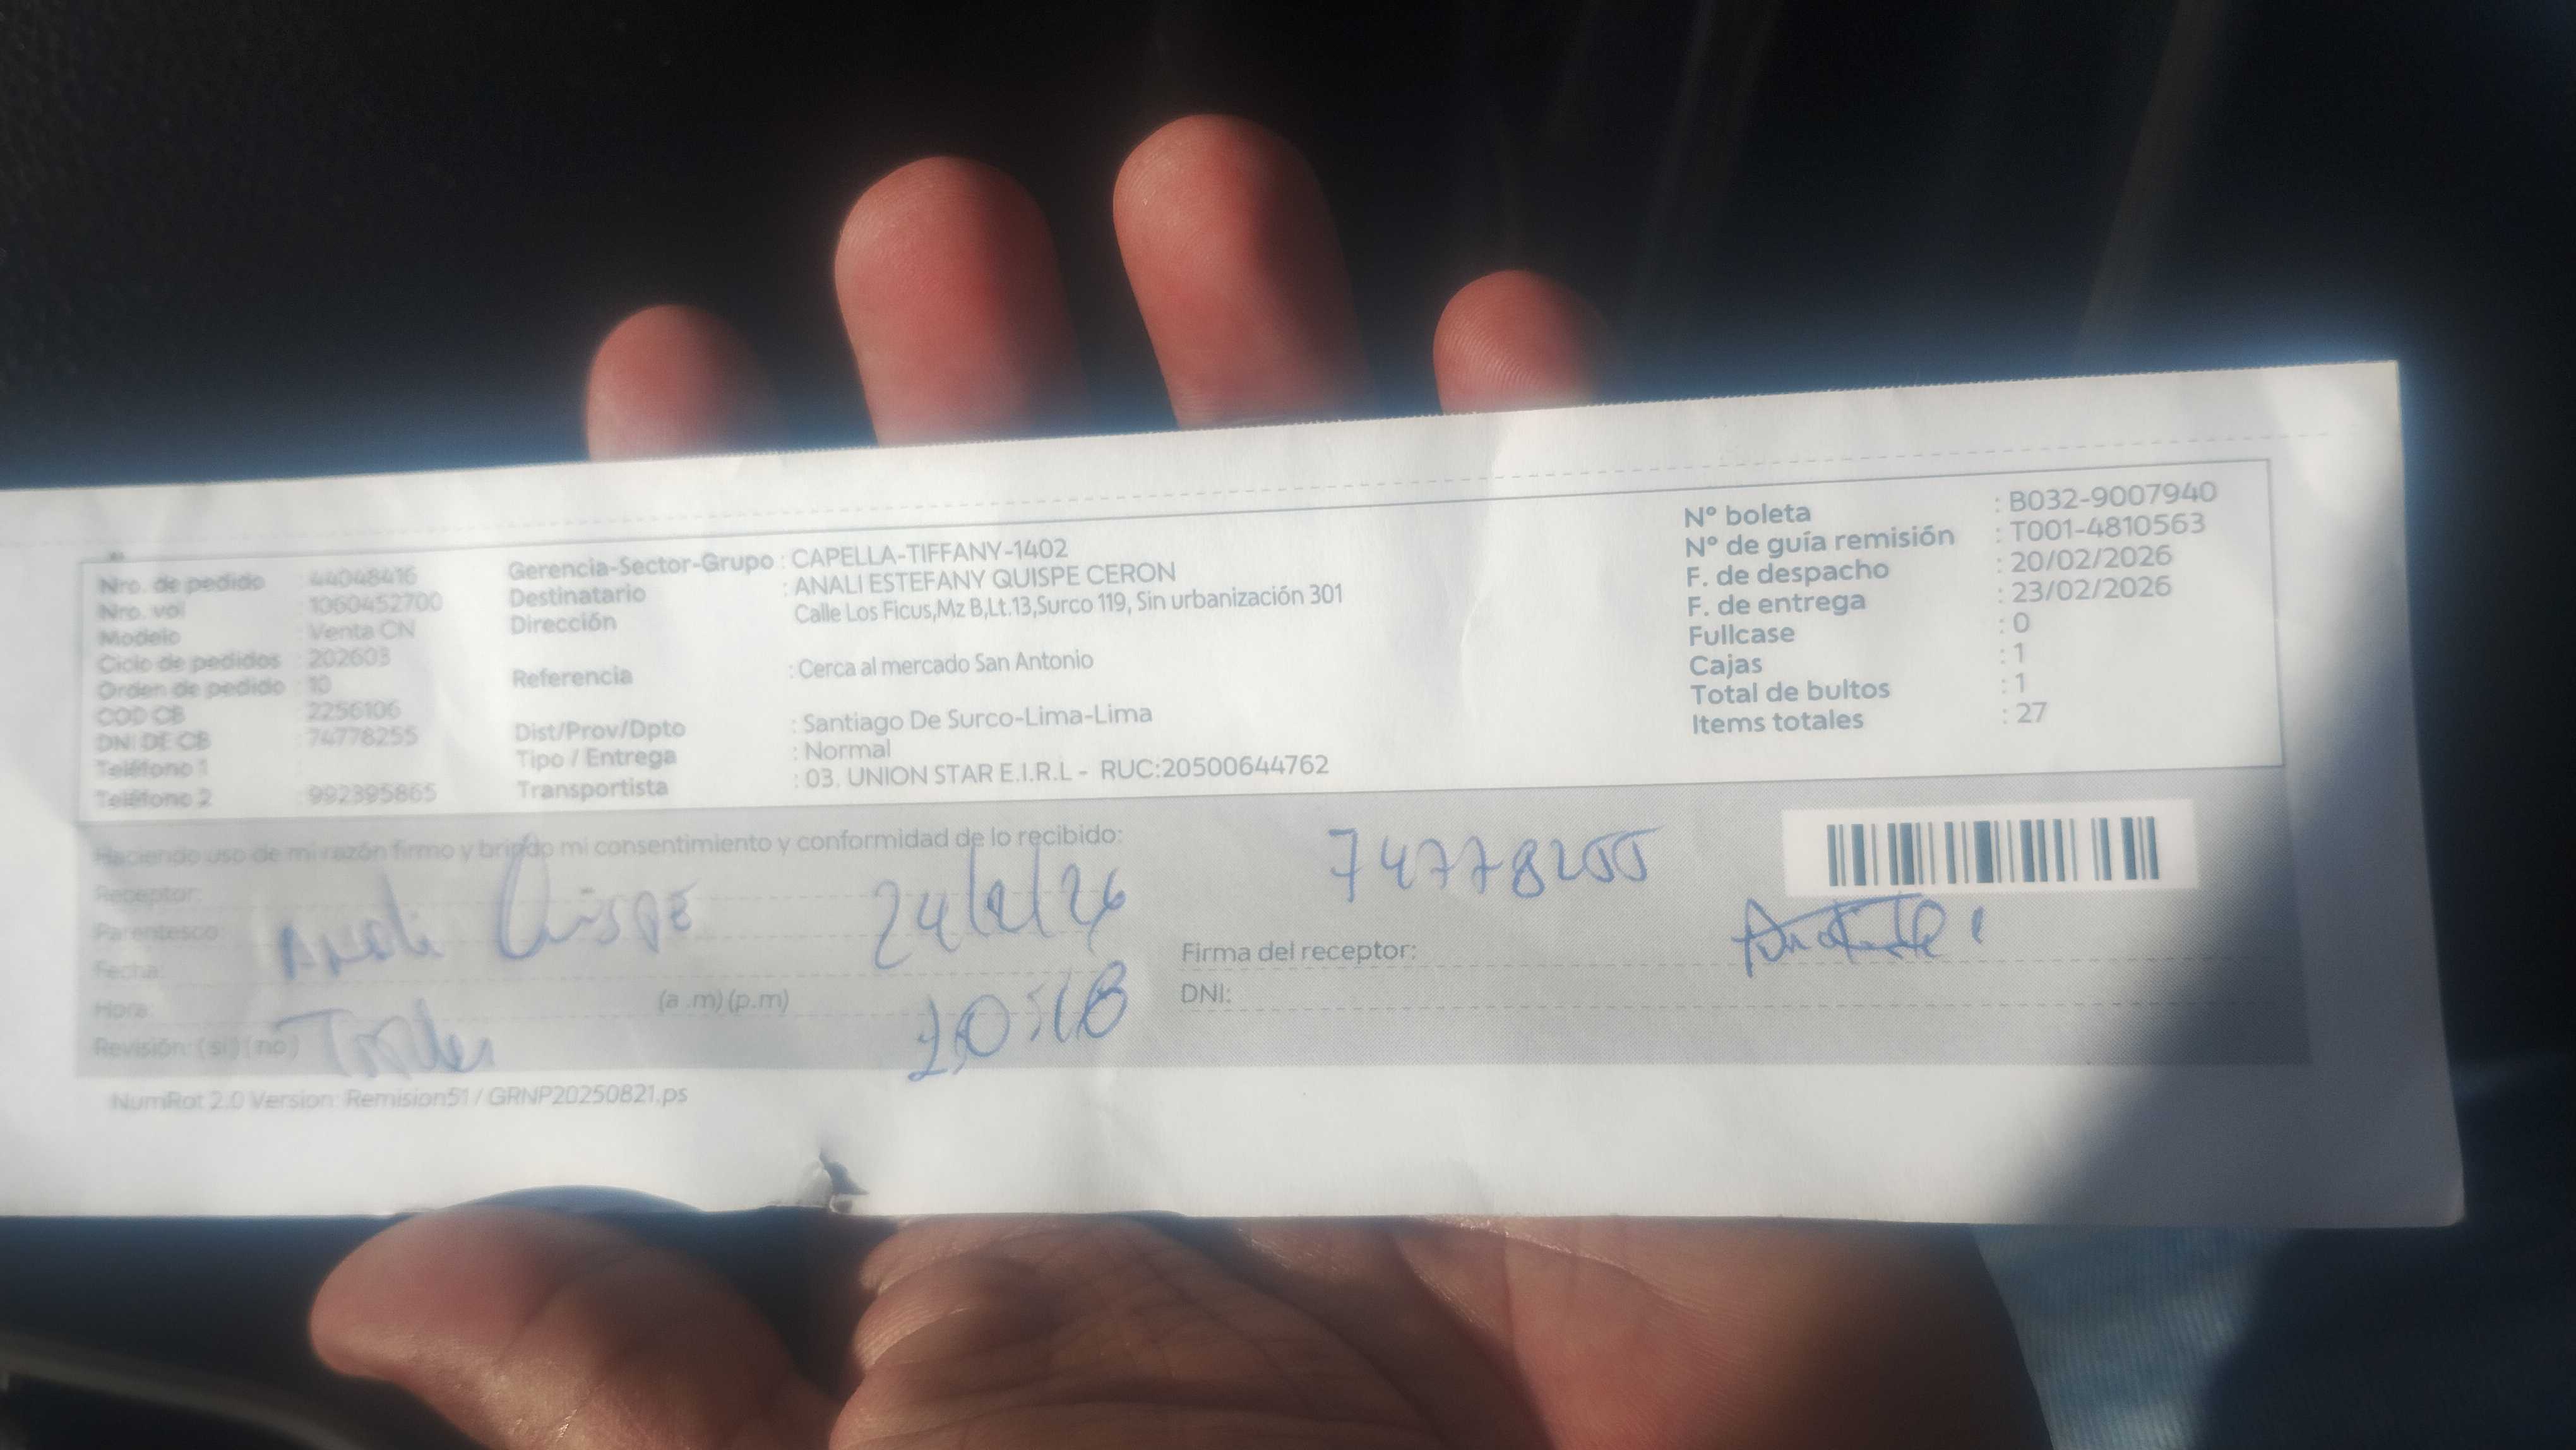 Nro. de pedido : 44048416
Nro. vol : 1060452700
Modelo : Venta CN
Ciclo de pedidos : 202603
Orden de pedido : 10
COD CB : 2256106
DNI DE CB : 74778255
Teléfono 1 :
Teléfono 2 : 992395865
Gerencia-Sector-Grupo : CAPELLA-TIFFANY-1402
Destinatario : ANALI ESTEFANY QUISPE CERON
Dirección Calle Los Ficus,Mz B,Lt.13,Surco 119, Sin urbanización 301
Referencia : Cerca al mercado San Antonio
Dist/Prov/Dpto : Santiago De Surco-Lima-Lima
Tipo / Entrega : Normal
Transportista : 03. UNION STAR E.I.R.L - RUC:20500644762
Nº boleta : B032-9007940
Nº de guía remisión : T001-4810563
F. de despacho : 20/02/2026
F. de entrega : 23/02/2026
Fullcase : 0
Cajas : 1
Total de bultos : 1
Items totales : 27
Haciendo uso de mi razón firmo y brindo mi consentimiento y conformidad de lo recibido:
Receptor:
Parentesco
Anali Quispe 24/2/26
74778255
Fecha:
Hora: (a .m) (p.m)
Revisión: (si) (no)
Firma del receptor:
DNI:
NumRot 2.0 Version: Remision51 / GRNP20250821.ps